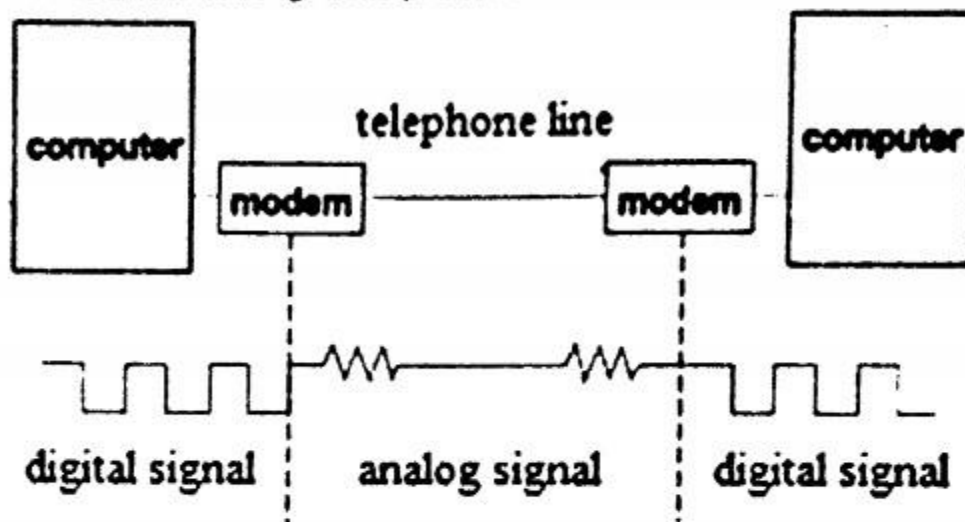 telephone line
computer
computer
modem
modem
digital signal
analog signal
digital signal